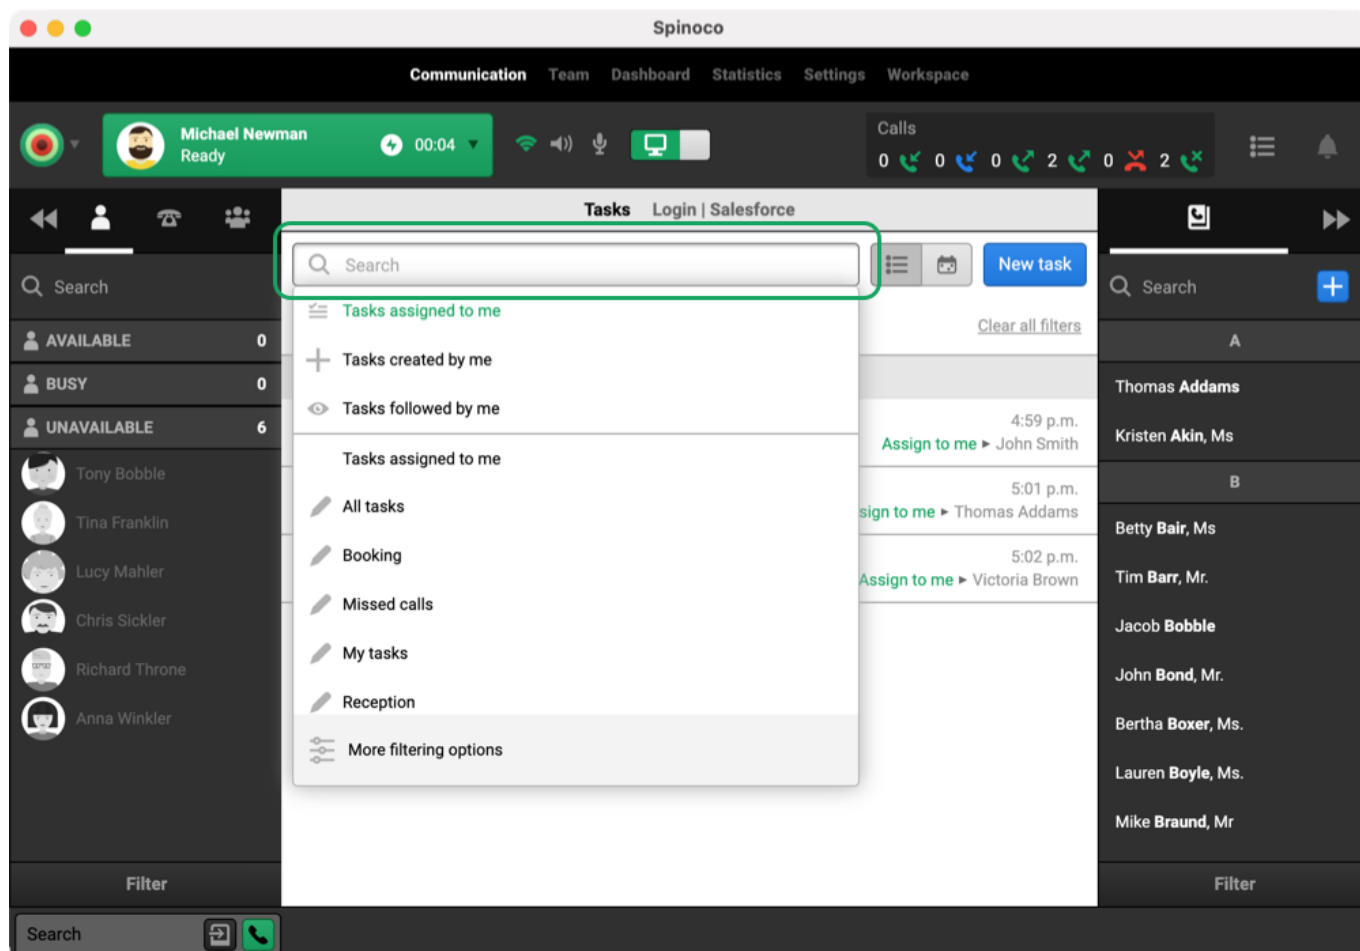 Spinoco
Communication Team Dashboard Statistics Settings Workspace
Michael Newman
Ready
00:04
Calls
0 0 0 2 0 2
Tasks Login | Salesforce
Search
Search
New task
Search
Tasks assigned to me
Clear all filters
AVAILABLE 0
A
Tasks created by me
BUSY 0
Thomas Addams
Tasks followed by me
4:59 p.m.
UNAVAILABLE 6
Assign to me ▸ John Smith
Kristen Akin, Ms
Tasks assigned to me
Tony Bobble
5:01 p.m.
B
All tasks
sign to me ▸ Thomas Addams
Tina Franklin
Betty Bair, Ms
Booking
5:02 p.m.
Lucy Mahler
Assign to me ▸ Victoria Brown
Tim Barr, Mr.
Missed calls
Chris Sickler
Jacob Bobble
My tasks
Richard Throne
John Bond, Mr.
Reception
Anna Winkler
Bertha Boxer, Ms.
More filtering options
Lauren Boyle, Ms.
Mike Braund, Mr
Filter
Filter
Search